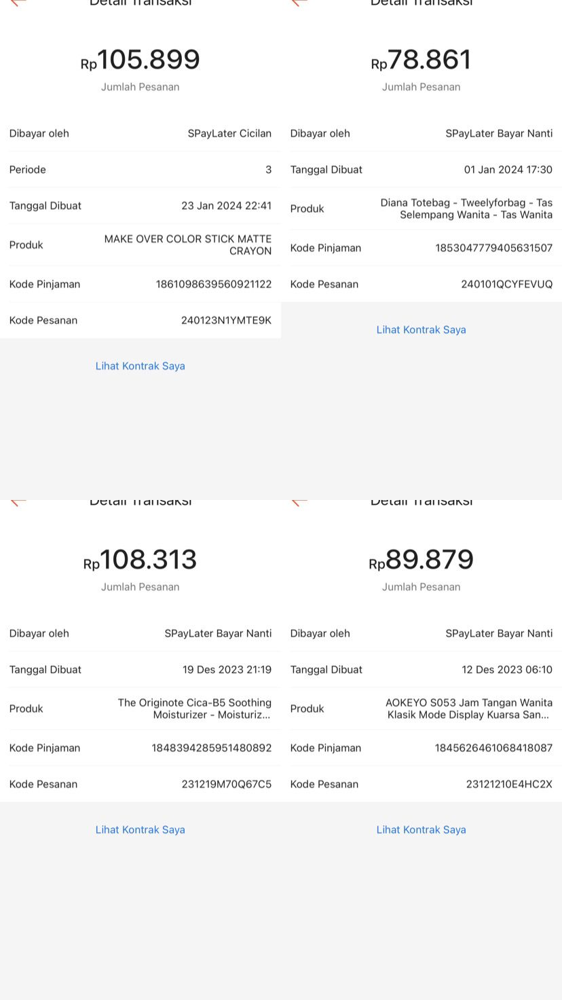 Detail Transaksi
Rp105.899
Jumlah Pesanan
Dibayar oleh SPayLater Cicilan
Periode 3
Tanggal Dibuat 23 Jan 2024 22:41
Produk MAKE OVER COLOR STICK MATTE
CRAYON
Kode Pinjaman 1861098639560921122
Kode Pesanan 240123N1YMTE9K
Lihat Kontrak Saya
Detail Transaksi
Rp78.861
Jumlah Pesanan
Dibayar oleh SPayLater Bayar Nanti
Tanggal Dibuat 01 Jan 2024 17:30
Produk Diana Totebag - Tweelyforbag - Tas
Selempang Wanita - Tas Wanita
Kode Pinjaman 1853047779405631507
Kode Pesanan 240101QCYFEVUQ
Lihat Kontrak Saya
Detail Transaksi
Rp108.313
Jumlah Pesanan
Dibayar oleh SPayLater Bayar Nanti
Tanggal Dibuat 19 Des 2023 21:19
Produk The Originote Cica-B5 Soothing
Moisturizer - Moisturiz...
Kode Pinjaman 1848394285951480892
Kode Pesanan 231219M70Q67C5
Lihat Kontrak Saya
Detail Transaksi
Rp89.879
Jumlah Pesanan
Dibayar oleh SPayLater Bayar Nanti
Tanggal Dibuat 12 Des 2023 06:10
Produk AOKEYO S053 Jam Tangan Wanita
Klasik Mode Display Kuarsa San...
Kode Pinjaman 1845626461068418087
Kode Pesanan 23121210E4HC2X
Lihat Kontrak Saya